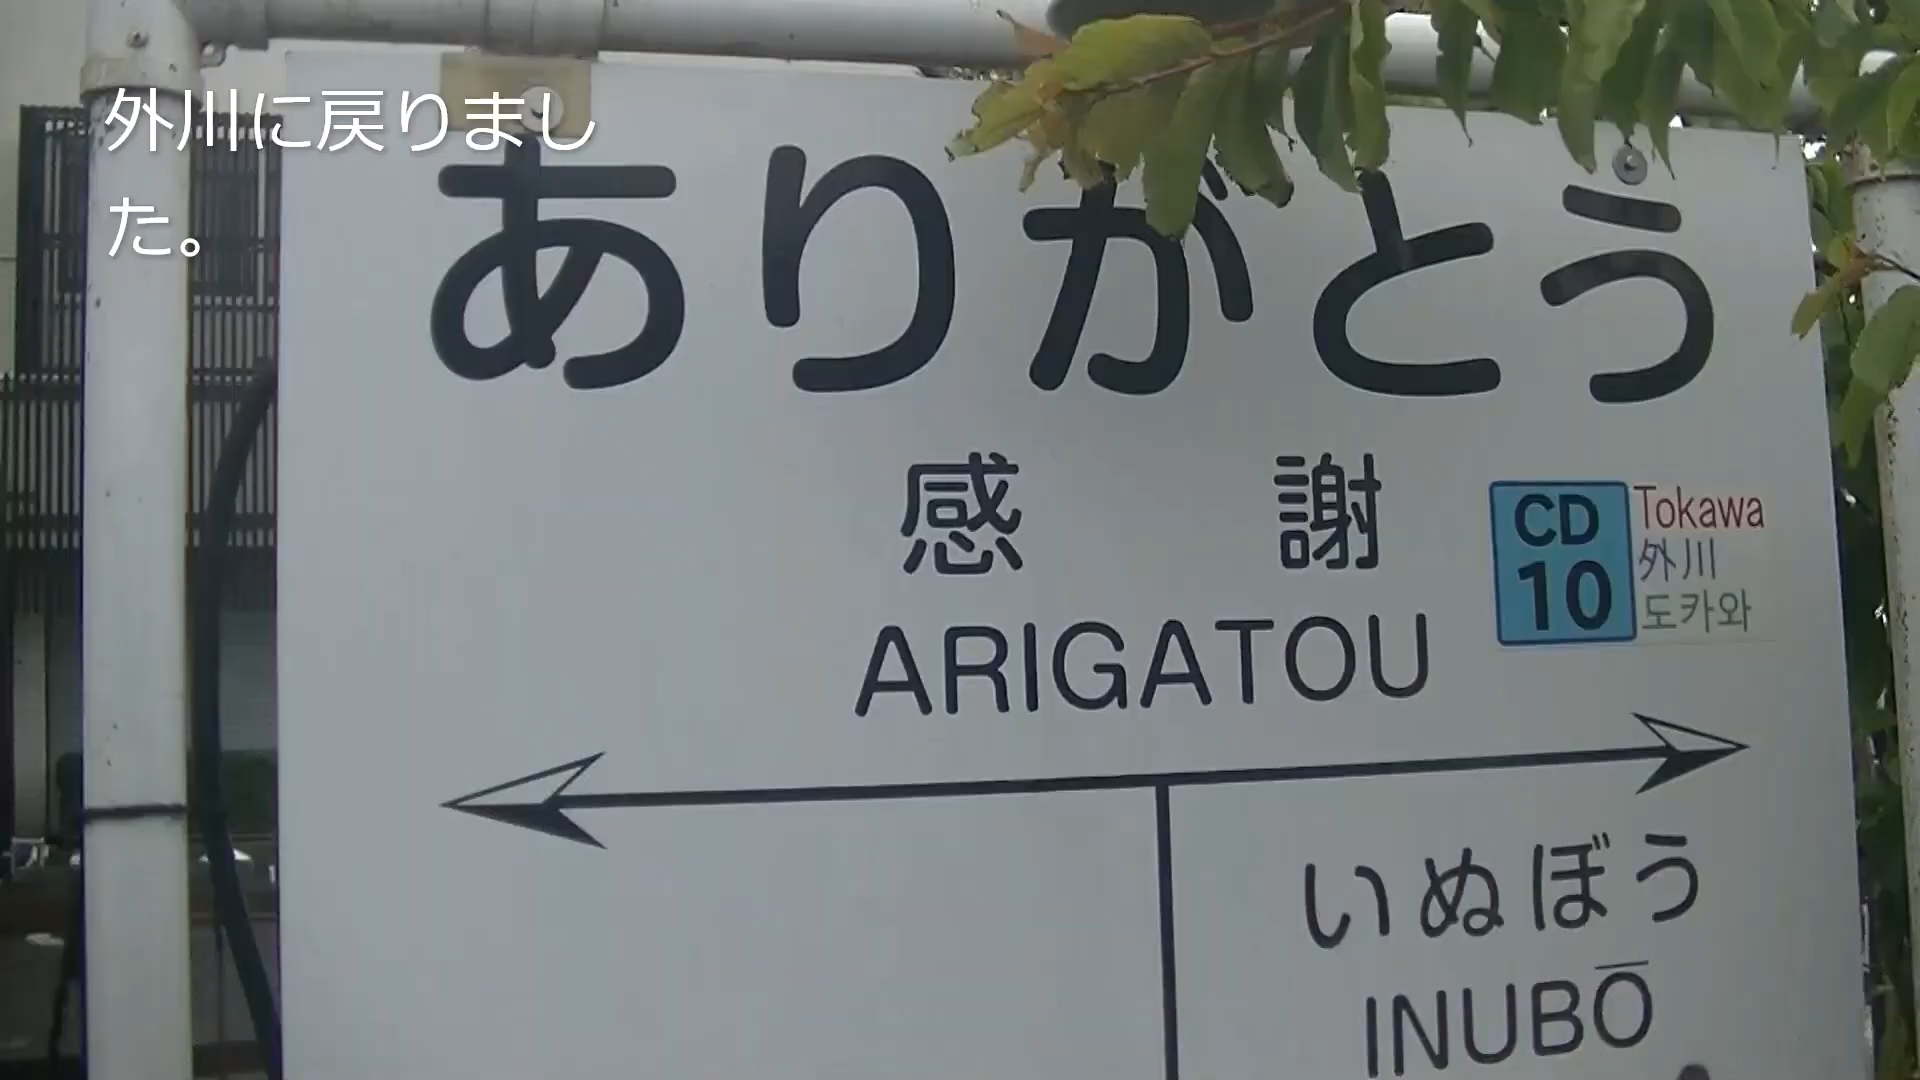 外川に戻りまし
た。
ありがとう
感謝
ARIGATOU
CD
10
Tokawa
外川
도카와
いぬぼう
INUBŌ